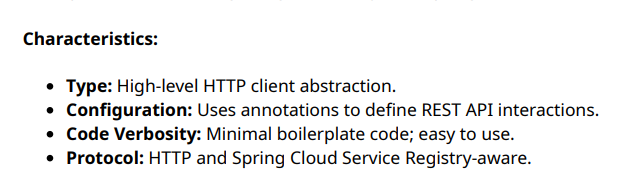 Characteristics:
• Type: High-level HTTP client abstraction.
• Configuration: Uses annotations to define REST API interactions.
• Code Verbosity: Minimal boilerplate code; easy to use.
• Protocol: HTTP and Spring Cloud Service Registry-aware.